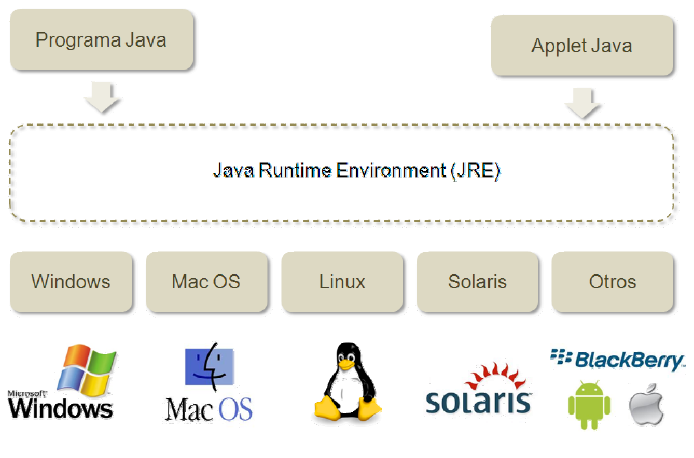 Programa Java
Applet Java
Java Runtime Environment (JRE)
Windows
Mac OS
Linux
Solaris
Otros
Microsoft
Windows
Mac OS
solaris
BlackBerry